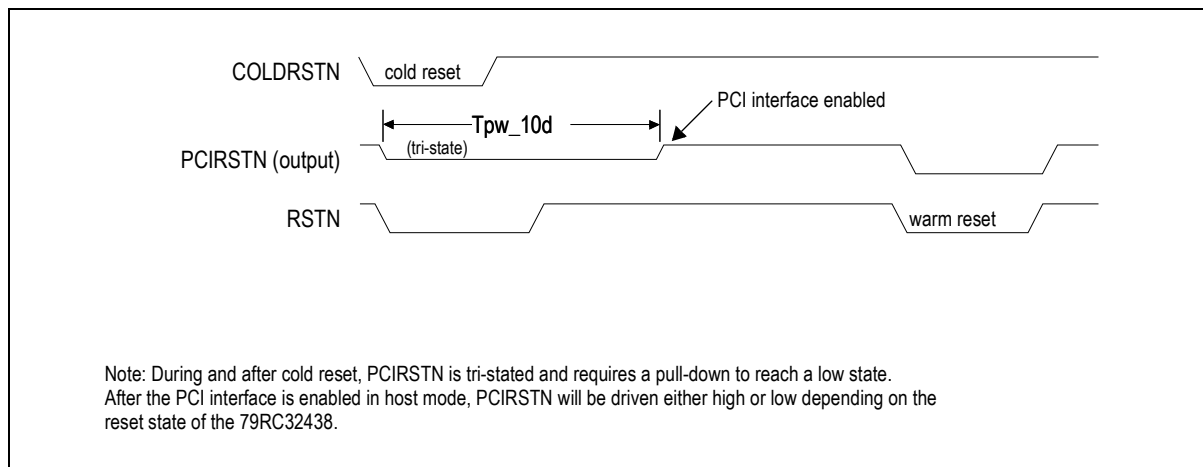 COLDRSTN
cold reset
PCI interface enabled
Tpw_10d
(tri-state)
PCIRSTN (output)
RSTN
warm reset
Note: During and after cold reset, PCIRSTN is tri-stated and requires a pull-down to reach a low state.
After the PCI interface is enabled in host mode, PCIRSTN will be driven either high or low depending on the
reset state of the 79RC32438.